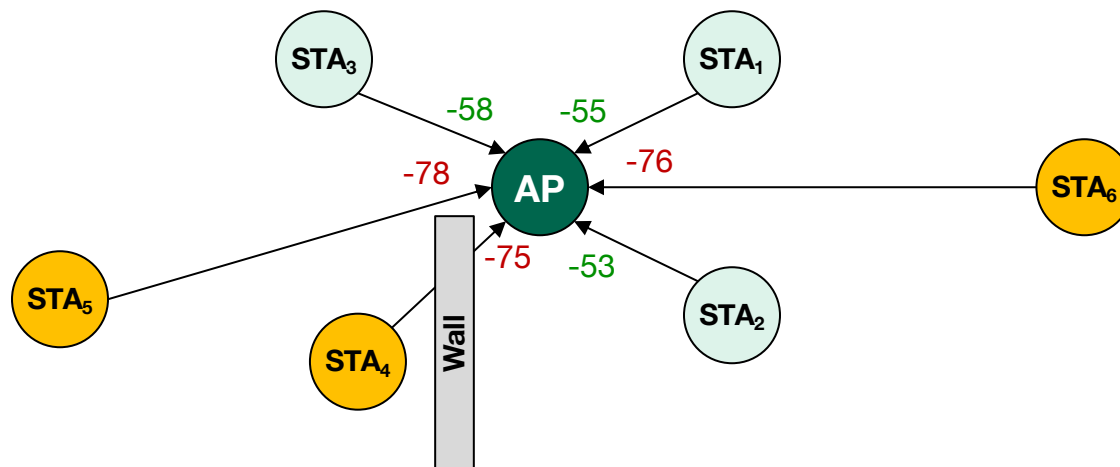 STA₃
STA₁
-58
-55
-78
AP
-76
STA₆
-75
-53
STA₅
STA₂
Wall
STA₄